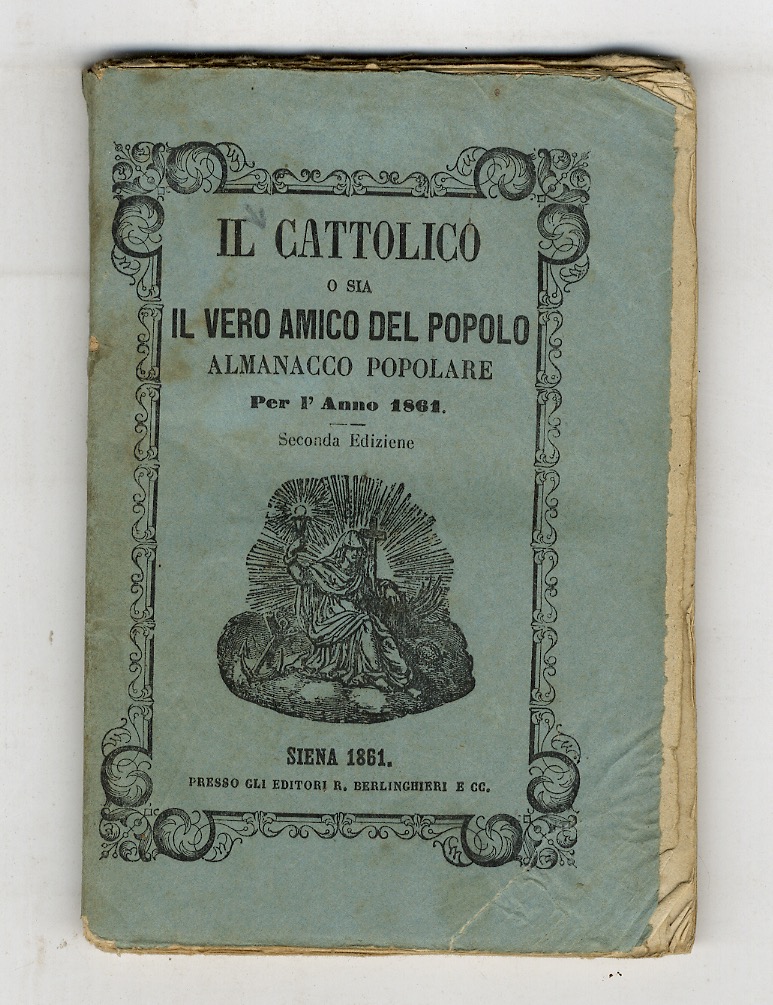 IL CATTOLICO
O SIA
IL VERO AMICO DEL POPOLO
ALMANACCO POPOLARE
Per l' Anno 1861.
Seconda Ediziene
SIENA 1861.
PRESSO GLI EDITORI R. BERLINGHIERI E CC.